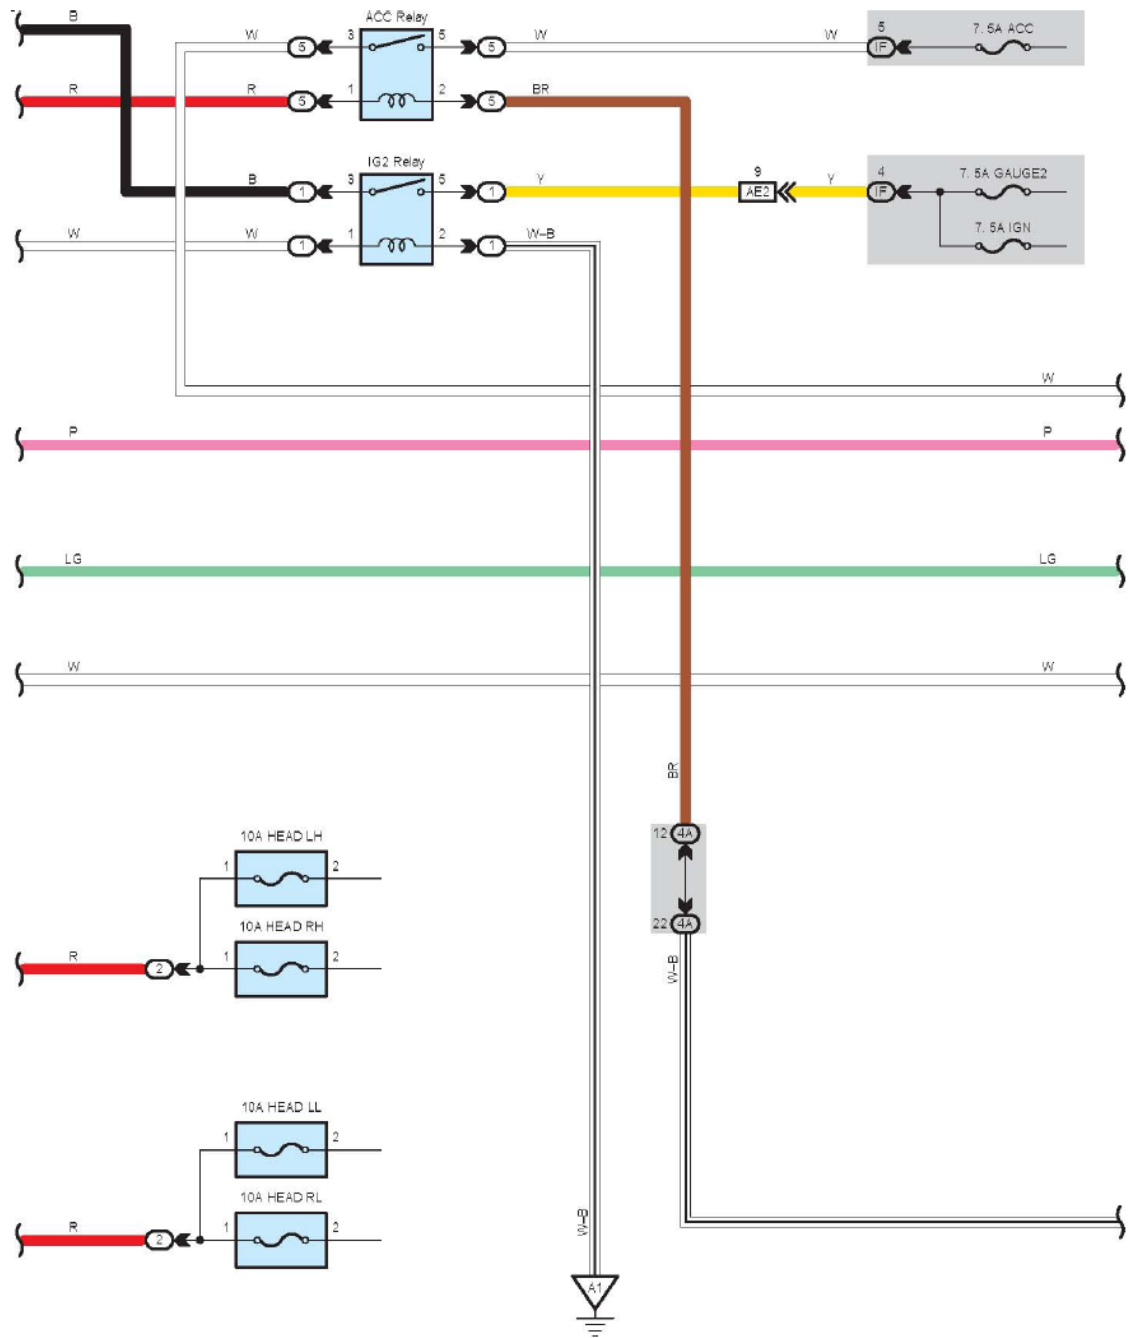 B ACC Relay
W 5 3 5 5 W W 5 IF 7. 5A ACC
R R 5 1 2 5 BR
IG2 Relay
B 1 3 5 1 Y 9 AE2 Y 4 IF 7. 5A GAUGE2
W W 1 1 2 1 W-B 7. 5A IGN
W
P P
LG LG
W W
BR
10A HEAD LH 12 4A
1 2
10A HEAD RH 22 4A
R 2 1 2 W-B
10A HEAD LL
1 2
10A HEAD RL
R 2 1 2 W-B
A1